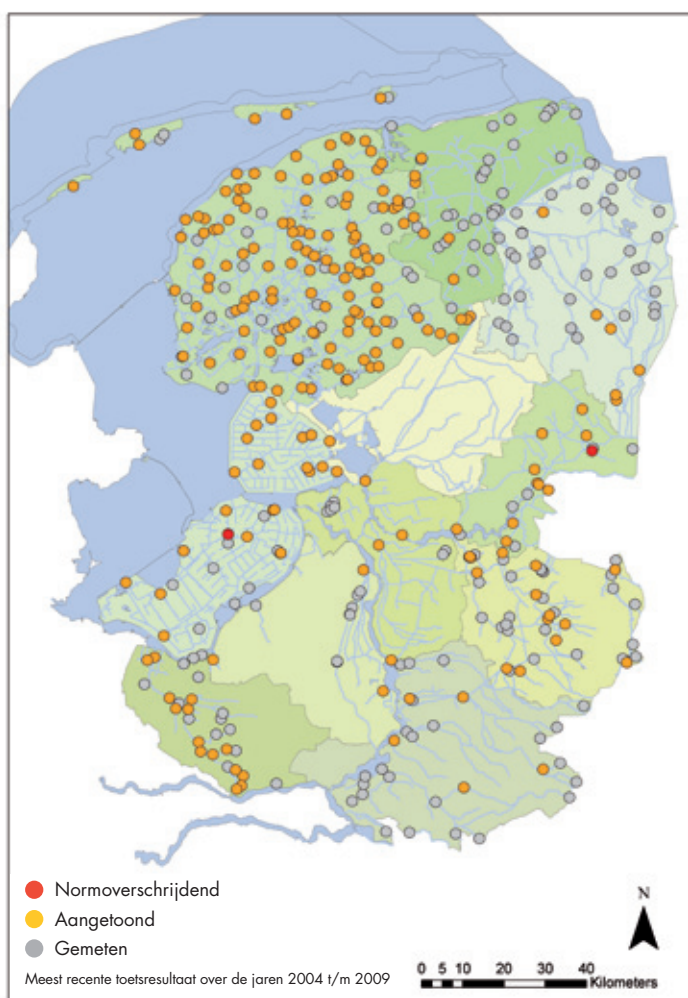 Normoverschrijdend
Aangetoond
Gemeten
Meest recente toetsresultaat over de jaren 2004 t/m 2009
N
0 5 10 20 30 40
Kilometers